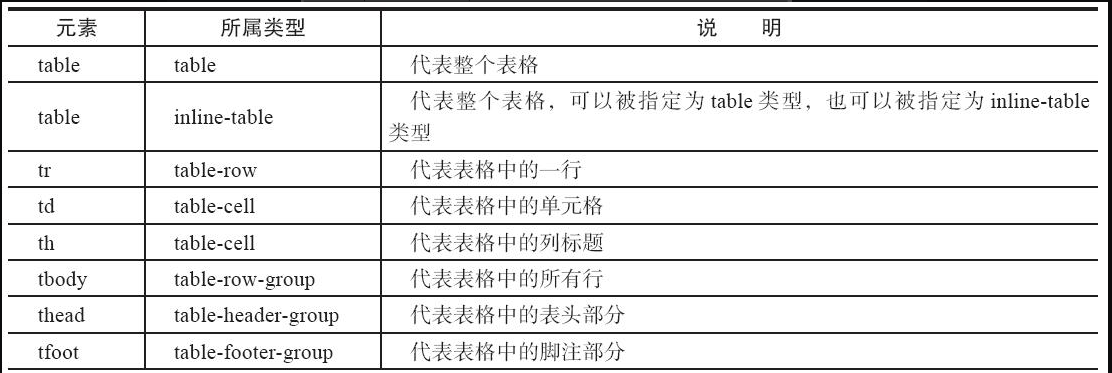 元素 所属类型 说 明
table table 代表整个表格
table inline-table 代表整个表格，可以被指定为 table 类型，也可以被指定为 inline-table
类型
tr table-row 代表表格中的一行
td table-cell 代表表格中的单元格
th table-cell 代表表格中的列标题
tbody table-row-group 代表表格中的所有行
thead table-header-group 代表表格中的表头部分
tfoot table-footer-group 代表表格中的脚注部分